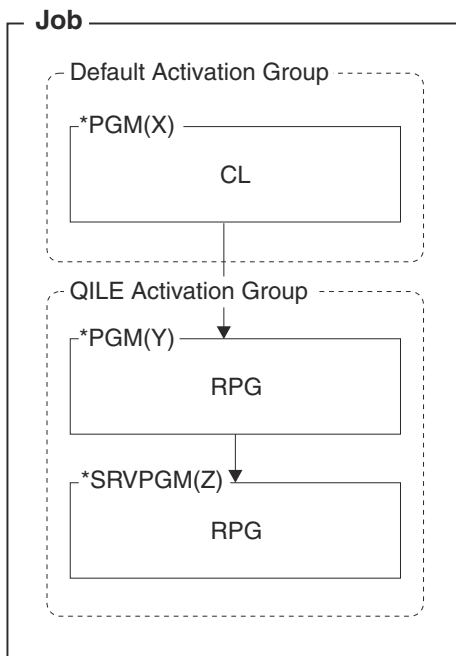 Job
Default Activation Group
*PGM(X)
CL
QILE Activation Group
*PGM(Y)
RPG
*SRVPGM(Z)
RPG